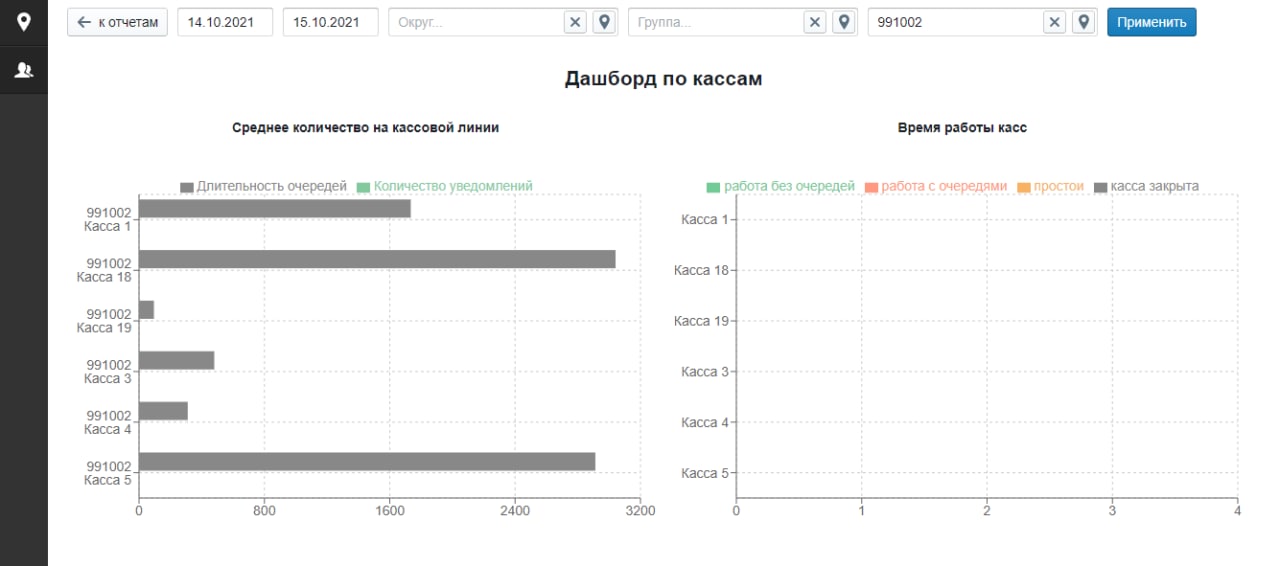 к отчетам 14.10.2021 15.10.2021 Округ... Группа... 991002 Применить
Дашборд по кассам
Среднее количество на кассовой линии
Длительность очередей Количество уведомлений
991002
Касса 1
991002
Касса 18
991002
Касса 19
991002
Касса 3
991002
Касса 4
991002
Касса 5
0 800 1600 2400 3200
Время работы касс
работа без очередей работа с очередями простои касса закрыта
Касса 1
Касса 18
Касса 19
Касса 3
Касса 4
Касса 5
0 1 2 3 4